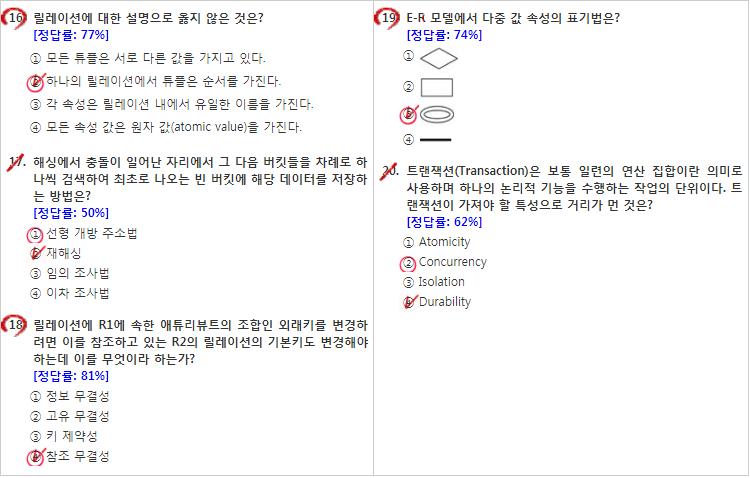 16. 릴레이션에 대한 설명으로 옳지 않은 것은?
[정답률: 77%]
① 모든 튜플은 서로 다른 값을 가지고 있다.
② 하나의 릴레이션에서 튜플은 순서를 가진다.
③ 각 속성은 릴레이션 내에서 유일한 이름을 가진다.
④ 모든 속성 값은 원자 값(atomic value)을 가진다.
17. 해싱에서 충돌이 일어난 자리에서 그 다음 버킷들을 차례로 하
나씩 검색하여 최초로 나오는 빈 버킷에 해당 데이터를 저장하
는 방법은?
[정답률: 50%]
① 선형 개방 주소법
② 재해싱
③ 임의 조사법
④ 이차 조사법
18. 릴레이션에 R1에 속한 애튜리뷰트의 조합인 외래키를 변경하
려면 이를 참조하고 있는 R2의 릴레이션의 기본키도 변경해야
하는데 이를 무엇이라 하는가?
[정답률: 81%]
① 정보 무결성
② 고유 무결성
③ 키 제약성
④ 참조 무결성
19. E-R 모델에서 다중 값 속성의 표기법은?
[정답률: 74%]
①
②
③
④
20. 트랜잭션(Transaction)은 보통 일련의 연산 집합이란 의미로
사용하며 하나의 논리적 기능을 수행하는 작업의 단위이다. 트
랜잭션이 가져야 할 특성으로 거리가 먼 것은?
[정답률: 62%]
① Atomicity
② Concurrency
③ Isolation
④ Durability